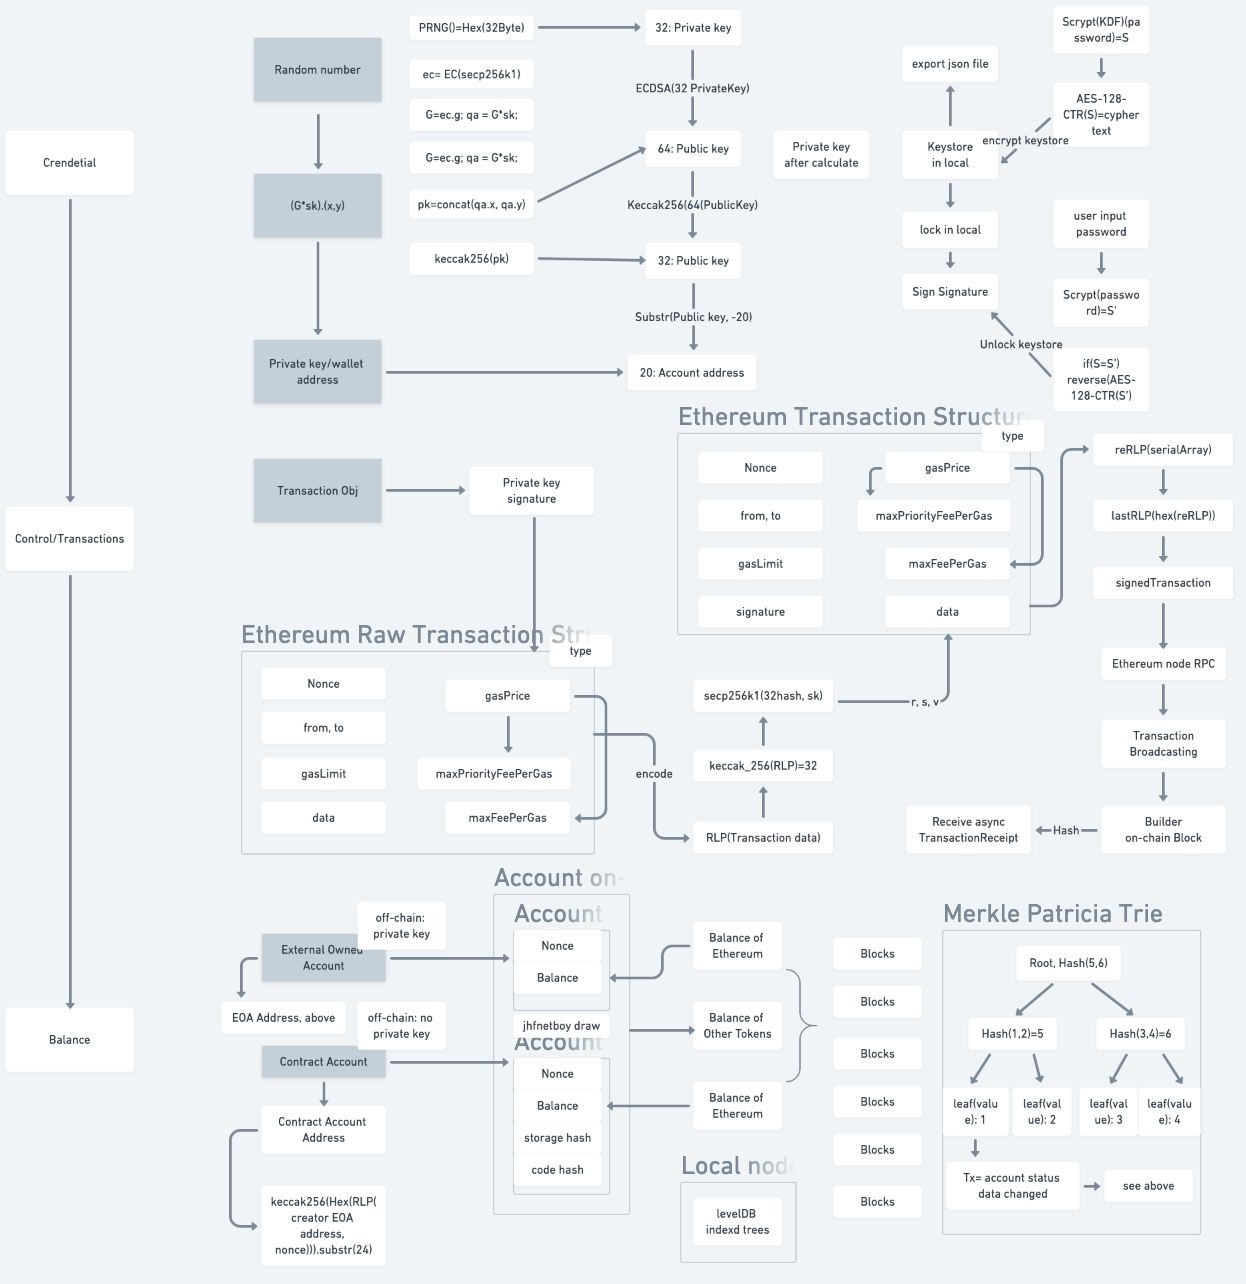 PRNG()=Hex(32Byte)
32: Private key
Scrypt(KDF)(pa
ssword)=S
Random number
ec= EC(secp256k1)
ECDSA(32 PrivateKey)
export json file
AES-128-
CTR(S)=cypher
text
G=ec.g; qa = G*sk;
Crendetial
G=ec.g; qa = G*sk;
64: Public key
Private key
after calculate
Keystore
in local
encrypt keystore
(G*sk).(x,y)
pk=concat(qa.x, qa.y)
Keccak256(64(PublicKey)
lock in local
user input
password
keccak256(pk)
32: Public key
Sign Signature
Scrypt(passwo
rd)=S'
Substr(Public key, -20)
Unlock keystore
Private key/wallet
address
20: Account address
if(S=S')
reverse(AES-
128-CTR(S')
Ethereum Transaction Structur
type
Nonce
gasPrice
from, to
maxPriorityFeePerGas
gasLimit
maxFeePerGas
signature
data
reRLP(serialArray)
lastRLP(hex(reRLP))
signedTransaction
Ethereum node RPC
Transaction
Broadcasting
Builder
on-chain Block
Hash
Receive async
TransactionReceipt
Transaction Obj
Private key
signature
Control/Transactions
Ethereum Raw Transaction Str
type
Nonce
gasPrice
from, to
gasLimit
maxPriorityFeePerGas
data
maxFeePerGas
encode
secp256k1(32hash, sk)
r, s, v
keccak_256(RLP)=32
RLP(Transaction data)
Account on-
Account
off-chain:
private key
External Owned
Account
Nonce
Balance
Balance of
Ethereum
EOA Address, above
off-chain: no
private key
jhfnetboy draw
Account
Balance of
Other Tokens
Balance
Contract Account
Nonce
Balance
storage hash
code hash
Balance of
Ethereum
Contract Account
Address
keccak256(Hex(RLP(
creator EOA
address,
nonce))).substr(24)
Local node
levelDB
indexd trees
Blocks
Blocks
Blocks
Blocks
Blocks
Blocks
Merkle Patricia Trie
Root, Hash(5,6)
Hash(1,2)=5
Hash(3,4)=6
leaf(valu
e): 1
leaf(val
ue): 2
leaf(val
ue): 3
leaf(valu
e): 4
Tx= account status
data changed
see above